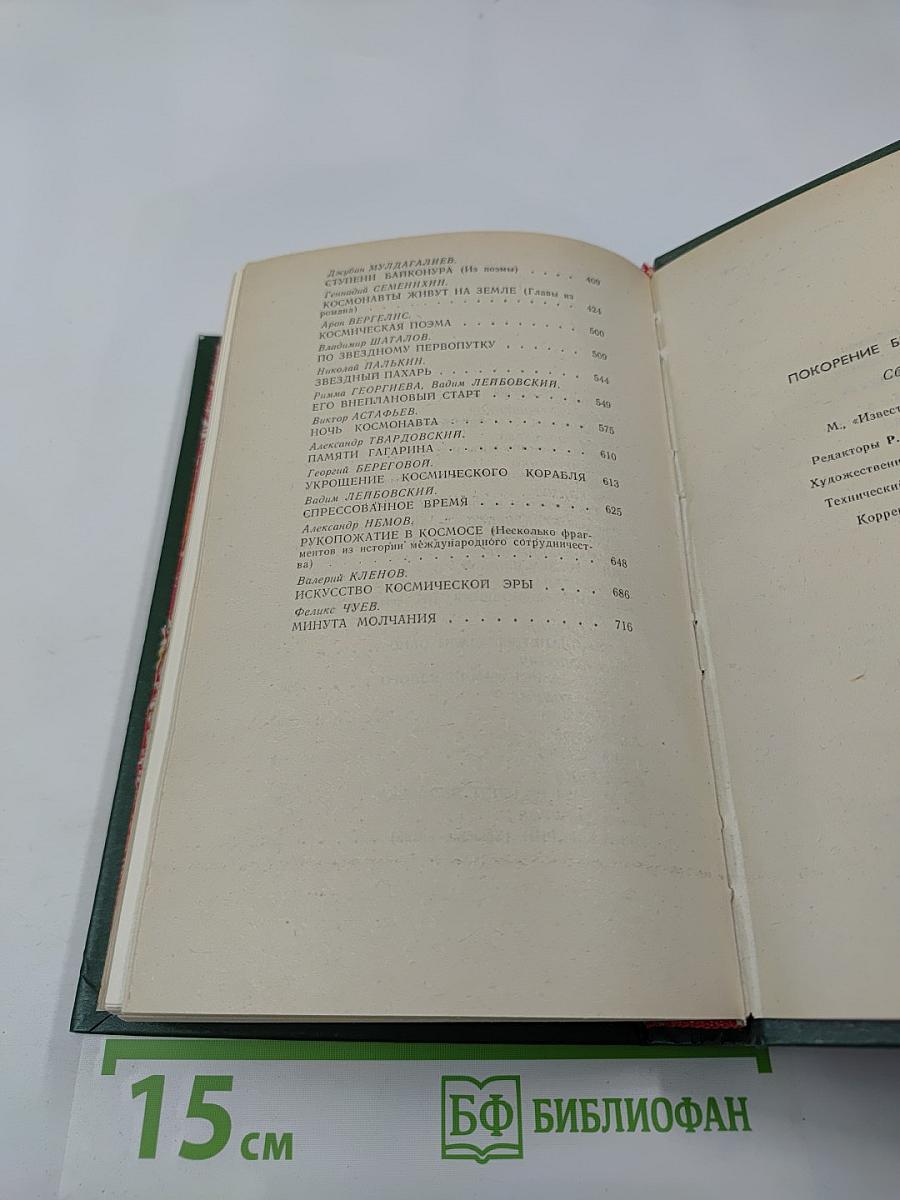 Джубан МУЛДАГАЛИЕВ.
СТУПЕНИ БАЙКОНУРА (Из поэмы) . . . . 409
Геннадий СЕМЕНИХИН.
КОСМОНАВТЫ ЖИВУТ НА ЗЕМЛЕ (Главы из
романа) . . . . . . . . . . . . . . 424
Арон ВЕРГЕЛИС.
КОСМИЧЕСКАЯ ПОЭМА . . . . . . . . 500
Владимир ШАТАЛОВ.
ПО ЗВЕЗДНОМУ ПЕРВОПУТКУ . . . . . . 509
Николай ПАЛЬКИН.
ЗВЕЗДНЫЙ ПАХАРЬ . . . . . . . . . . 544
Римма ГЕОРГИЕВА, Вадим ЛЕЙБОВСКИЙ.
ЕГО ВНЕПЛАНОВЫЙ СТАРТ . . . . . . . 549
Виктор АСТАФЬЕВ.
НОЧЬ КОСМОНАВТА . . . . . . . . . . 575
Александр ТВАРДОВСКИЙ.
ПАМЯТИ ГАГАРИНА . . . . . . . . . . 610
Георгий БЕРЕГОВОЙ.
УКРОЩЕНИЕ КОСМИЧЕСКОГО КОРАБЛЯ 613
Вадим ЛЕЙБОВСКИЙ.
СПРЕССОВАННОЕ ВРЕМЯ . . . . . . . . 625
Александр НЕМОВ.
РУКОПОЖАТИЕ В КОСМОСЕ (Несколько фраг-
ментов из истории международного сотрудничест-
ва) . . . . . . . . . . . . . . . . 648
Валерий КЛЕНОВ.
ИСКУССТВО КОСМИЧЕСКОЙ ЭРЫ . . . . 686
Феликс ЧУЕВ.
МИНУТА МОЛЧАНИЯ . . . . . . . . . . 716
ПОКОРЕНИЕ Б
Сб
М., «Извест
Редакторы Р.
Художественн
Технический
Коррек
15 см
БФ БИБЛИОФАН